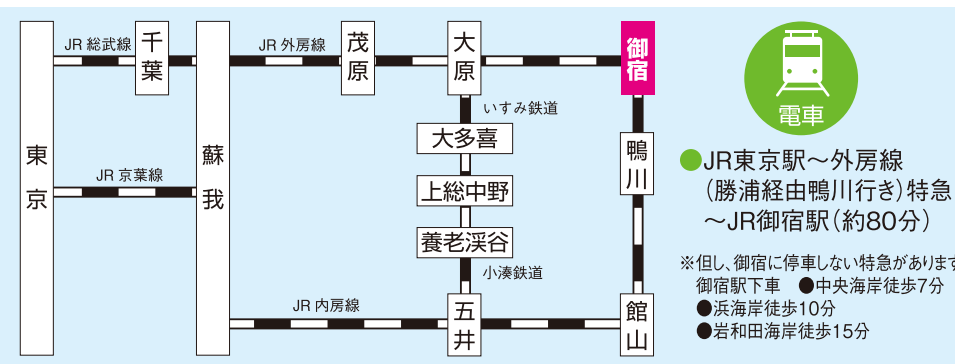 JR 総武線
千葉
JR 外房線
茂原
大原
御宿
いすみ鉄道
大多喜
東京
蘇我
JR 京葉線
上総中野
鴨川
養老渓谷
小湊鉄道
JR 内房線
五井
館山
電車
●JR東京駅～外房線
(勝浦経由鴨川行き)特急
～JR御宿駅(約80分)
※但し、御宿に停車しない特急があります
御宿駅下車 ●中央海岸徒歩7分
●浜海岸徒歩10分
●岩和田海岸徒歩15分